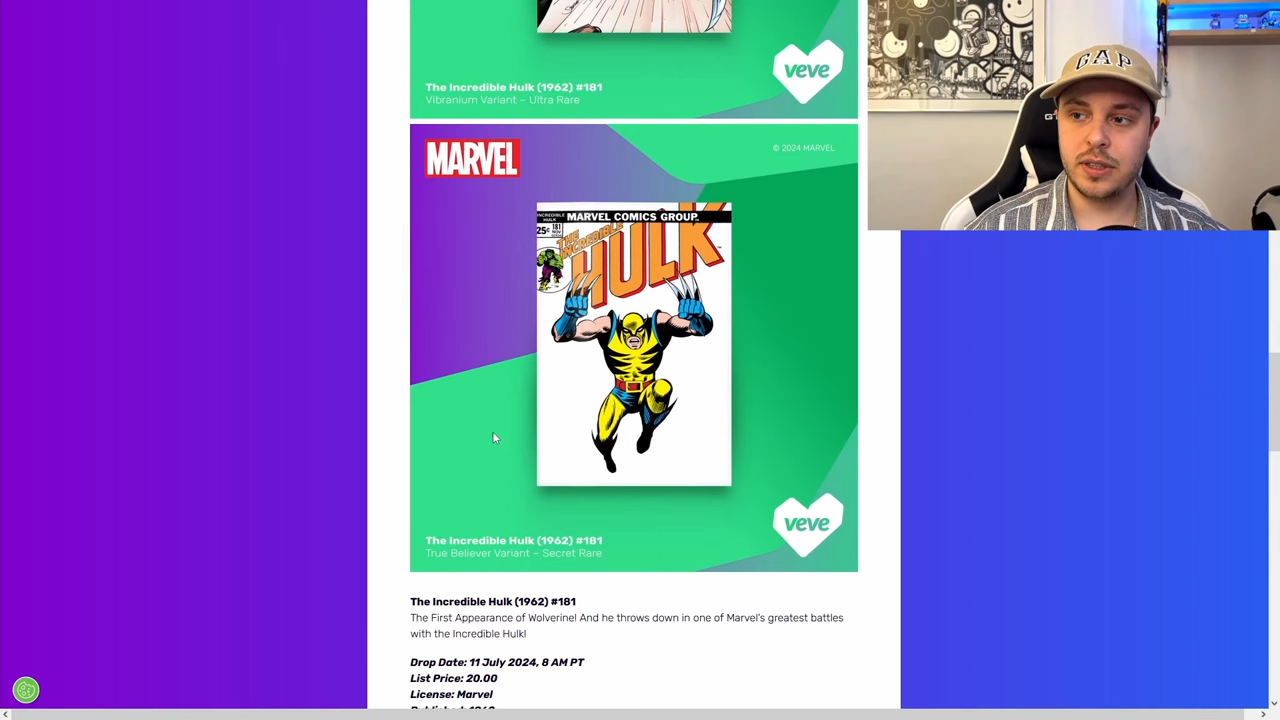 veve
The Incredible Hulk (1962) #181
Vibranium Variant – Ultra Rare
MARVEL
© 2024 MARVEL
GAP
INCREDIBLE
HULK
MARVEL COMICS GROUP
25¢
181
NOV
THE INCREDIBLE
HULK
veve
The Incredible Hulk (1962) #181
True Believer Variant – Secret Rare
The Incredible Hulk (1962) #181
The First Appearance of Wolverine! And he throws down in one of Marvel's greatest battles
with the Incredible Hulk!
Drop Date: 11 July 2024, 8 AM PT
List Price: 20.00
License: Marvel
Published: 1962